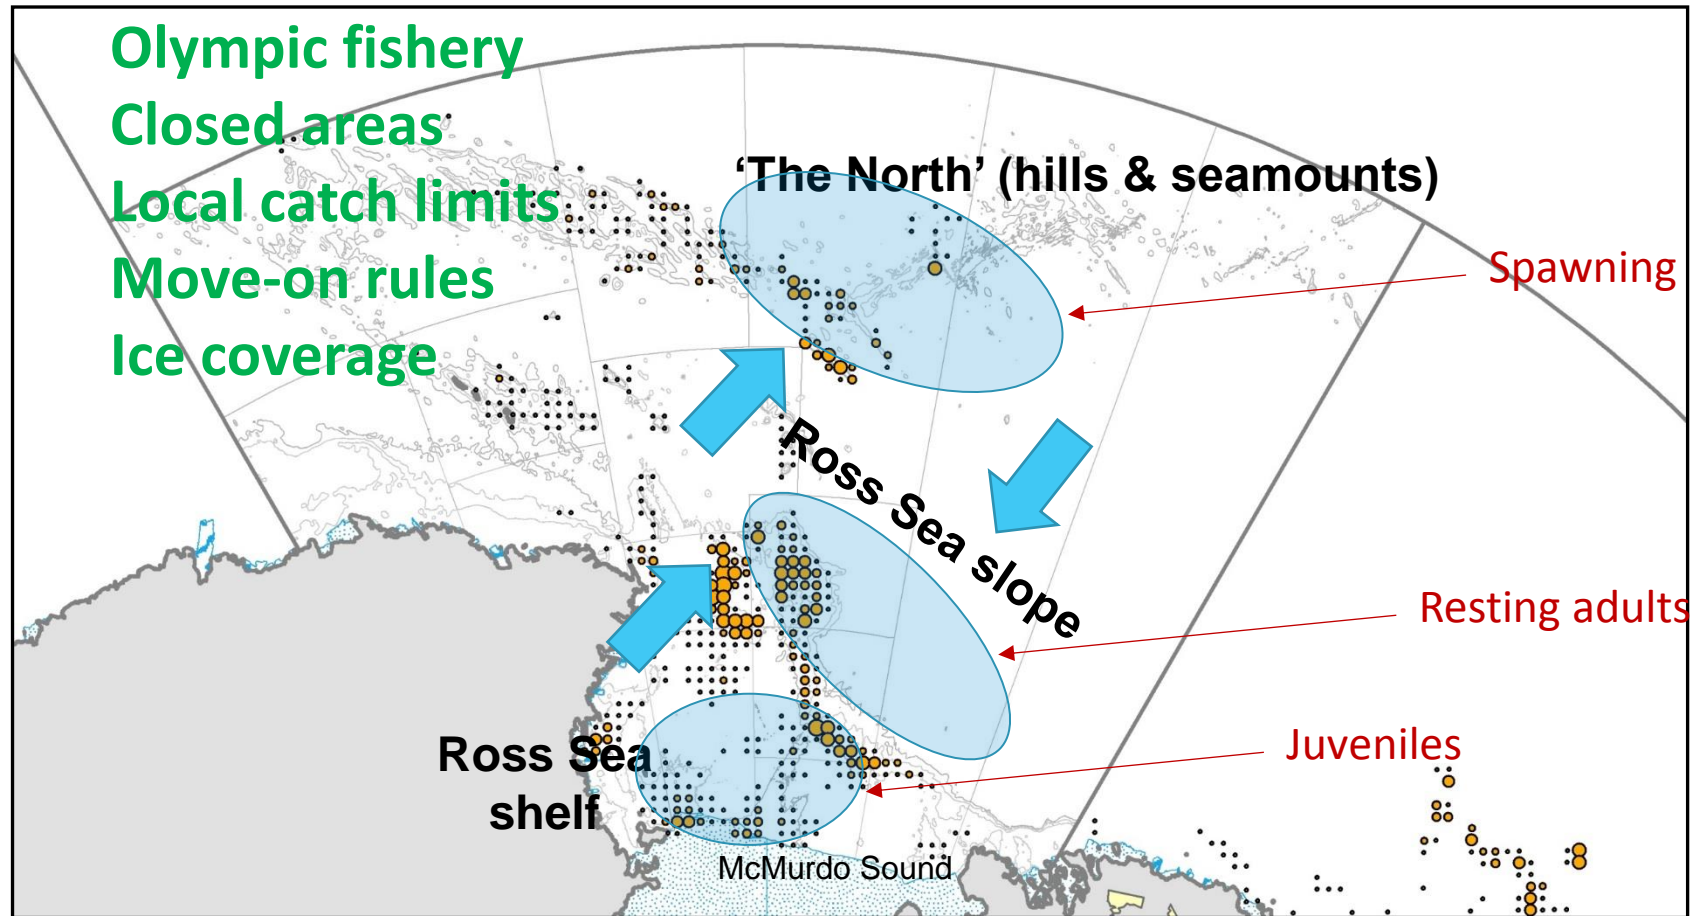 Olympic fishery
Closed areas
Local catch limits
Move-on rules
Ice coverage
‘The North’ (hills & seamounts)
Spawning
Ross Sea slope
Resting adults
Juveniles
Ross Sea
shelf
McMurdo Sound